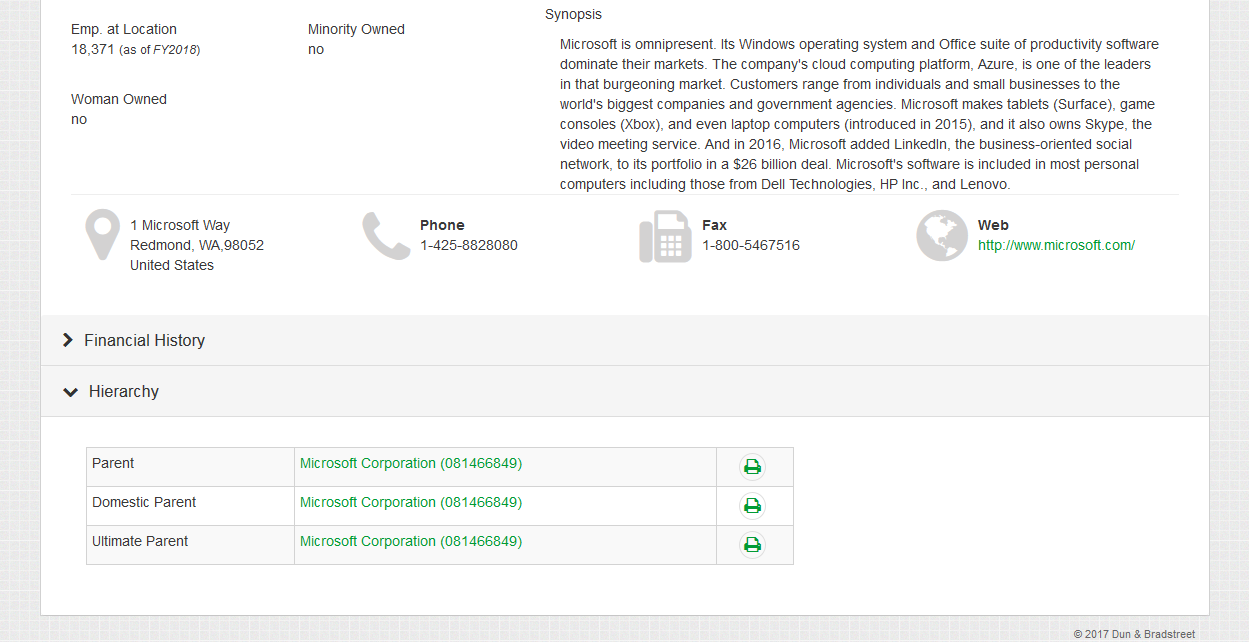 Emp. at Location
18,371 (as of FY2018)
Minority Owned
no
Woman Owned
no
Synopsis
Microsoft is omnipresent. Its Windows operating system and Office suite of productivity software
dominate their markets. The company's cloud computing platform, Azure, is one of the leaders
in that burgeoning market. Customers range from individuals and small businesses to the
world's biggest companies and government agencies. Microsoft makes tablets (Surface), game
consoles (Xbox), and even laptop computers (introduced in 2015), and it also owns Skype, the
video meeting service. And in 2016, Microsoft added LinkedIn, the business-oriented social
network, to its portfolio in a $26 billion deal. Microsoft's software is included in most personal
computers including those from Dell Technologies, HP Inc., and Lenovo.
1 Microsoft Way
Redmond, WA,98052
United States
Phone
1-425-8828080
Fax
1-800-5467516
Web
http://www.microsoft.com/
Financial History
Hierarchy
Parent Microsoft Corporation (081466849)
Domestic Parent Microsoft Corporation (081466849)
Ultimate Parent Microsoft Corporation (081466849)
© 2017 Dun & Bradstreet